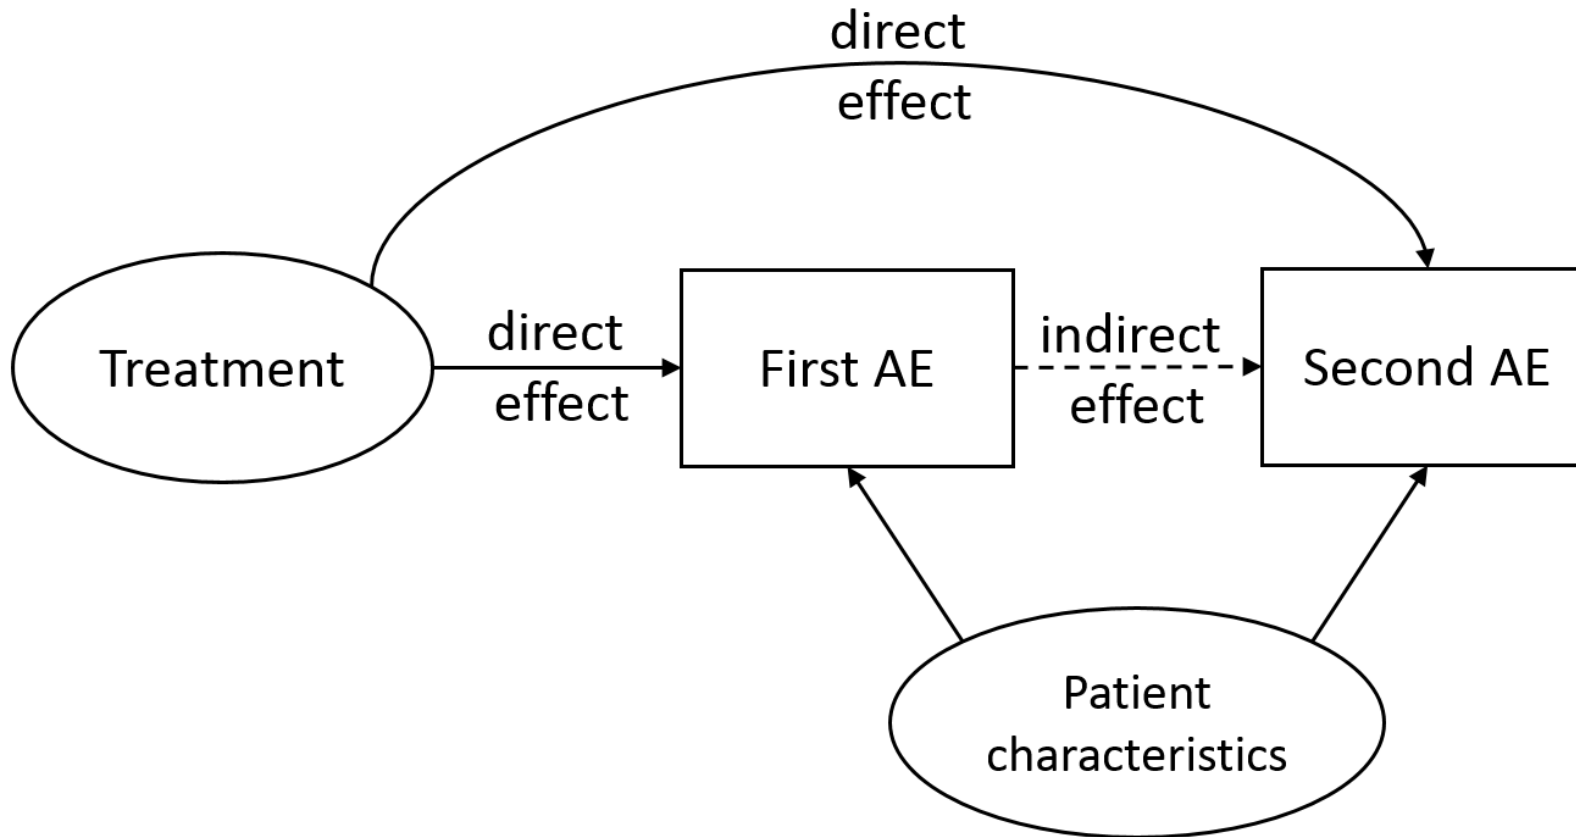 direct
effect
Treatment
direct
effect
First AE
indirect
effect
Second AE
Patient
characteristics